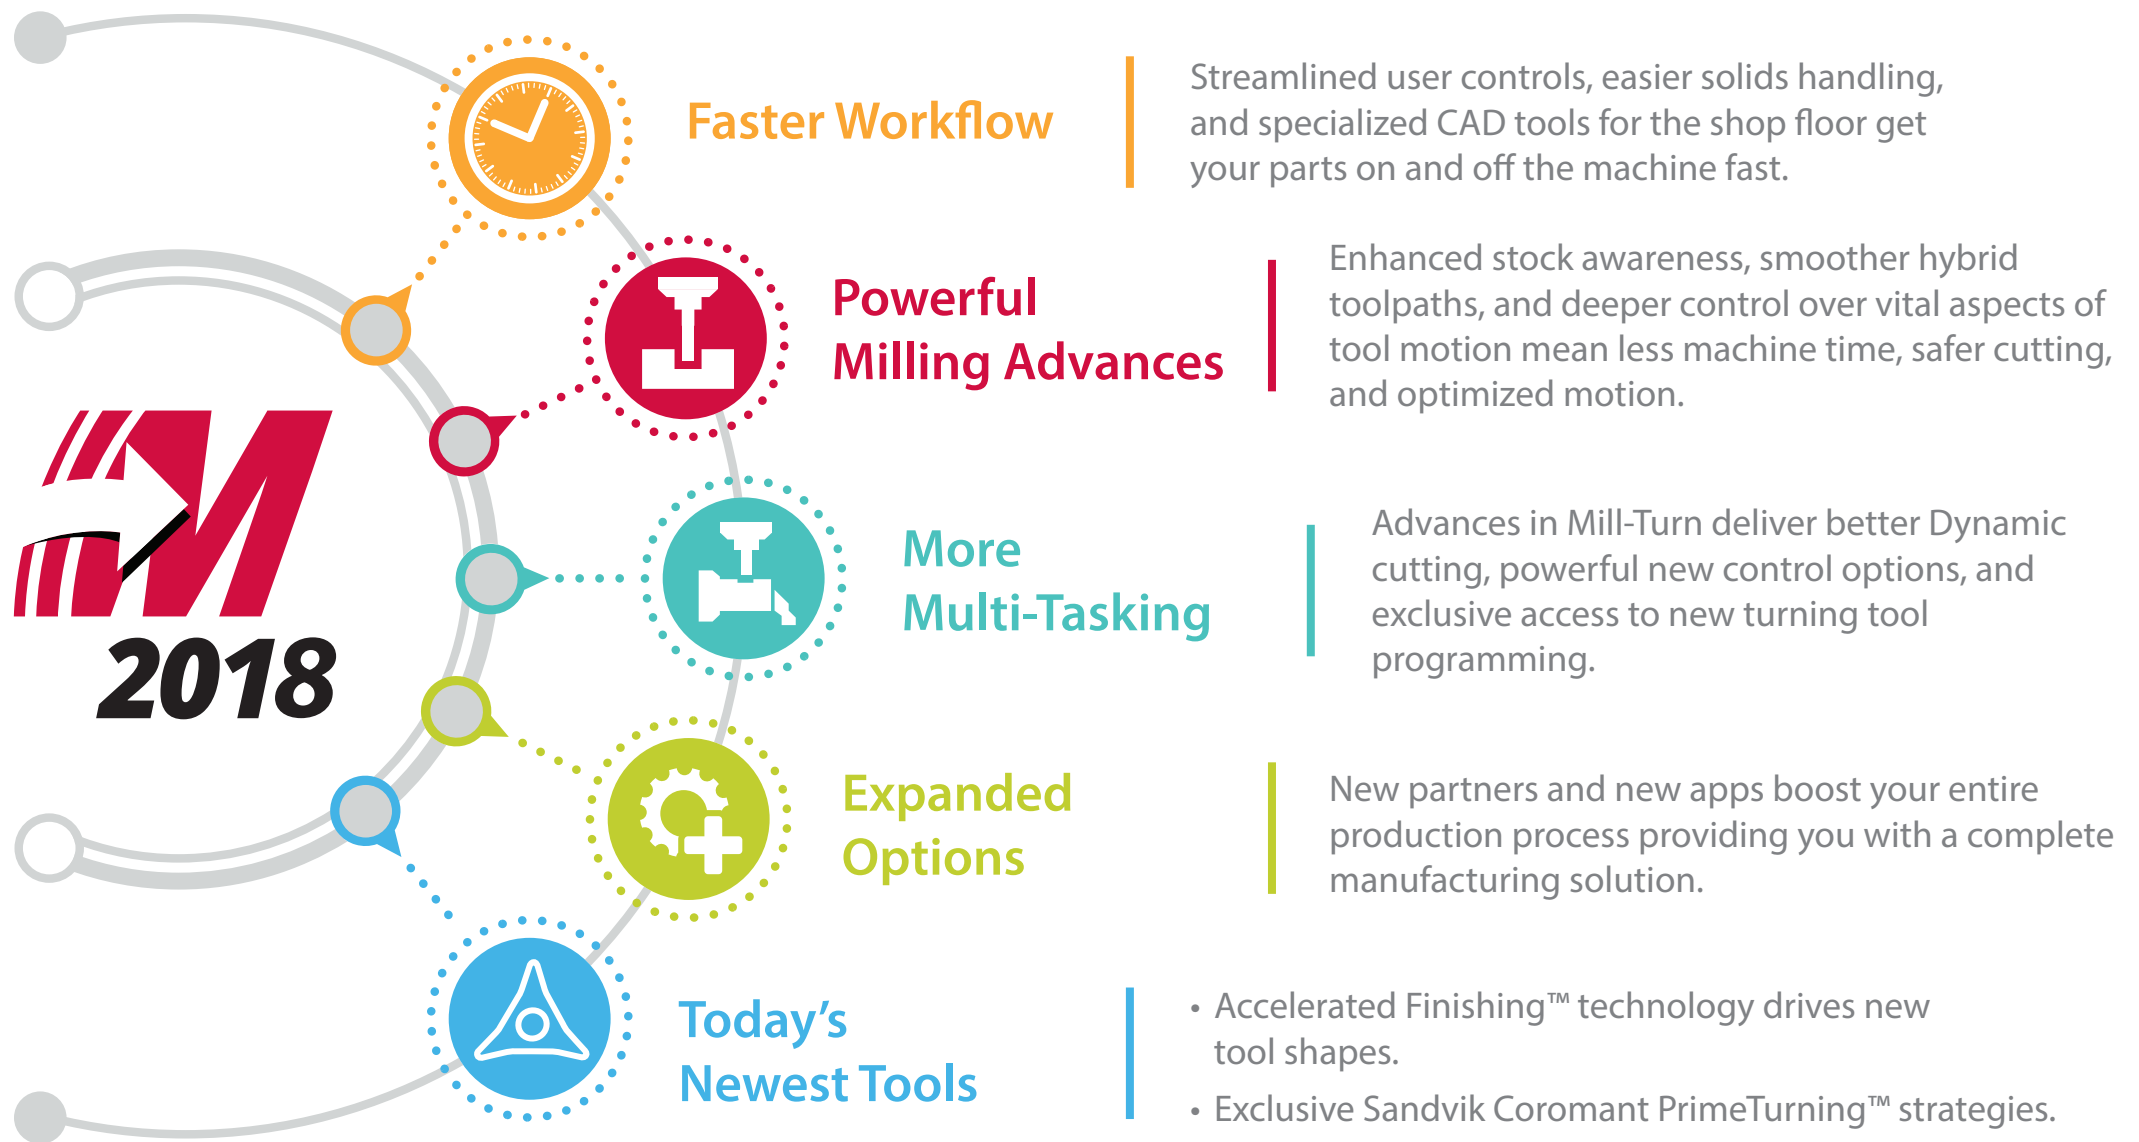 Faster Workflow
Streamlined user controls, easier solids handling,
and specialized CAD tools for the shop floor get
your parts on and off the machine fast.
Powerful
Milling Advances
Enhanced stock awareness, smoother hybrid
toolpaths, and deeper control over vital aspects of
tool motion mean less machine time, safer cutting,
and optimized motion.
M
2018
More
Multi-Tasking
Advances in Mill-Turn deliver better Dynamic
cutting, powerful new control options, and
exclusive access to new turning tool
programming.
Expanded
Options
New partners and new apps boost your entire
production process providing you with a complete
manufacturing solution.
Today's
Newest Tools
• Accelerated Finishing™ technology drives new
tool shapes.
• Exclusive Sandvik Coromant PrimeTurning™ strategies.